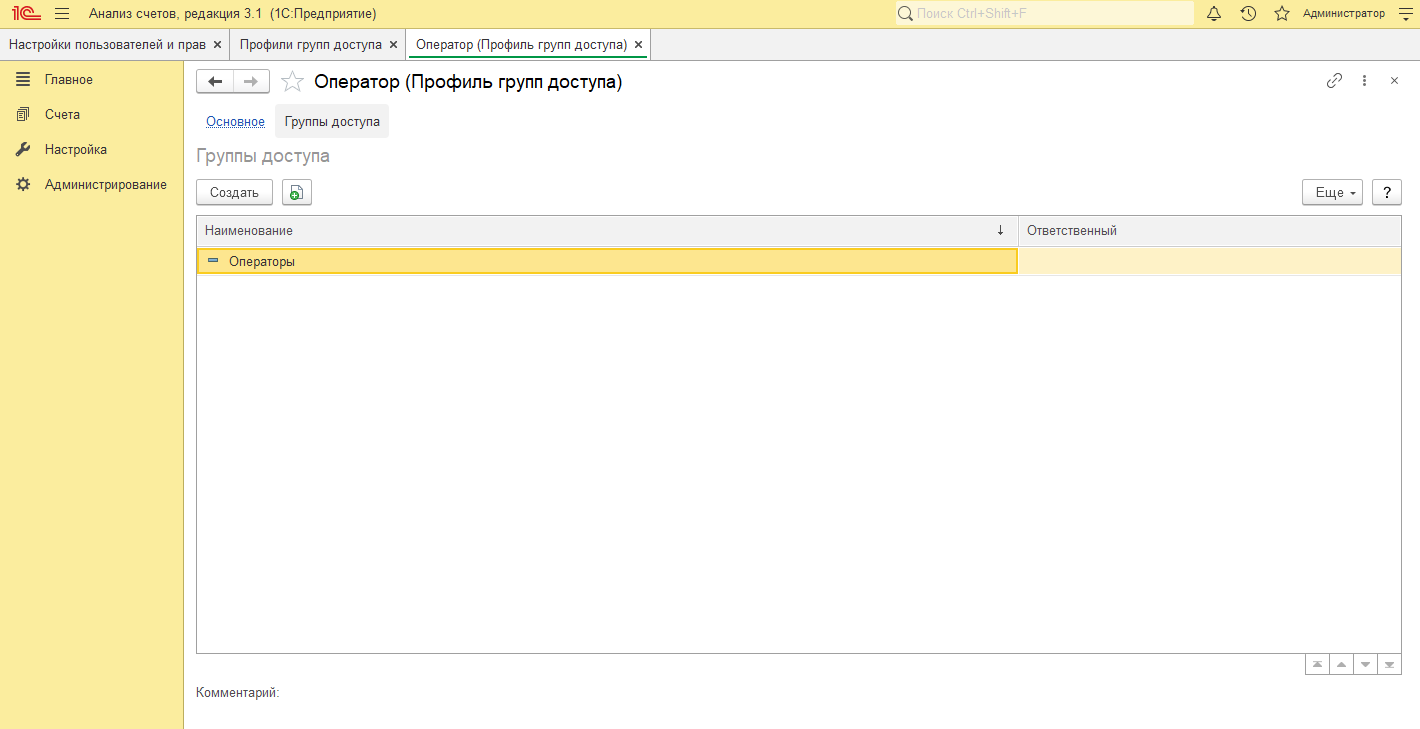 1С Анализ счетов, редакция 3.1 (1С:Предприятие) Поиск Ctrl+Shift+F Администратор
Настройки пользователей и прав × Профили групп доступа × Оператор (Профиль групп доступа) ×
Главное
Счета
Настройка
Администрирование
Оператор (Профиль групп доступа)
Основное Группы доступа
Группы доступа
Создать Еще ?
Наименование ↓ Ответственный
Операторы
Комментарий: